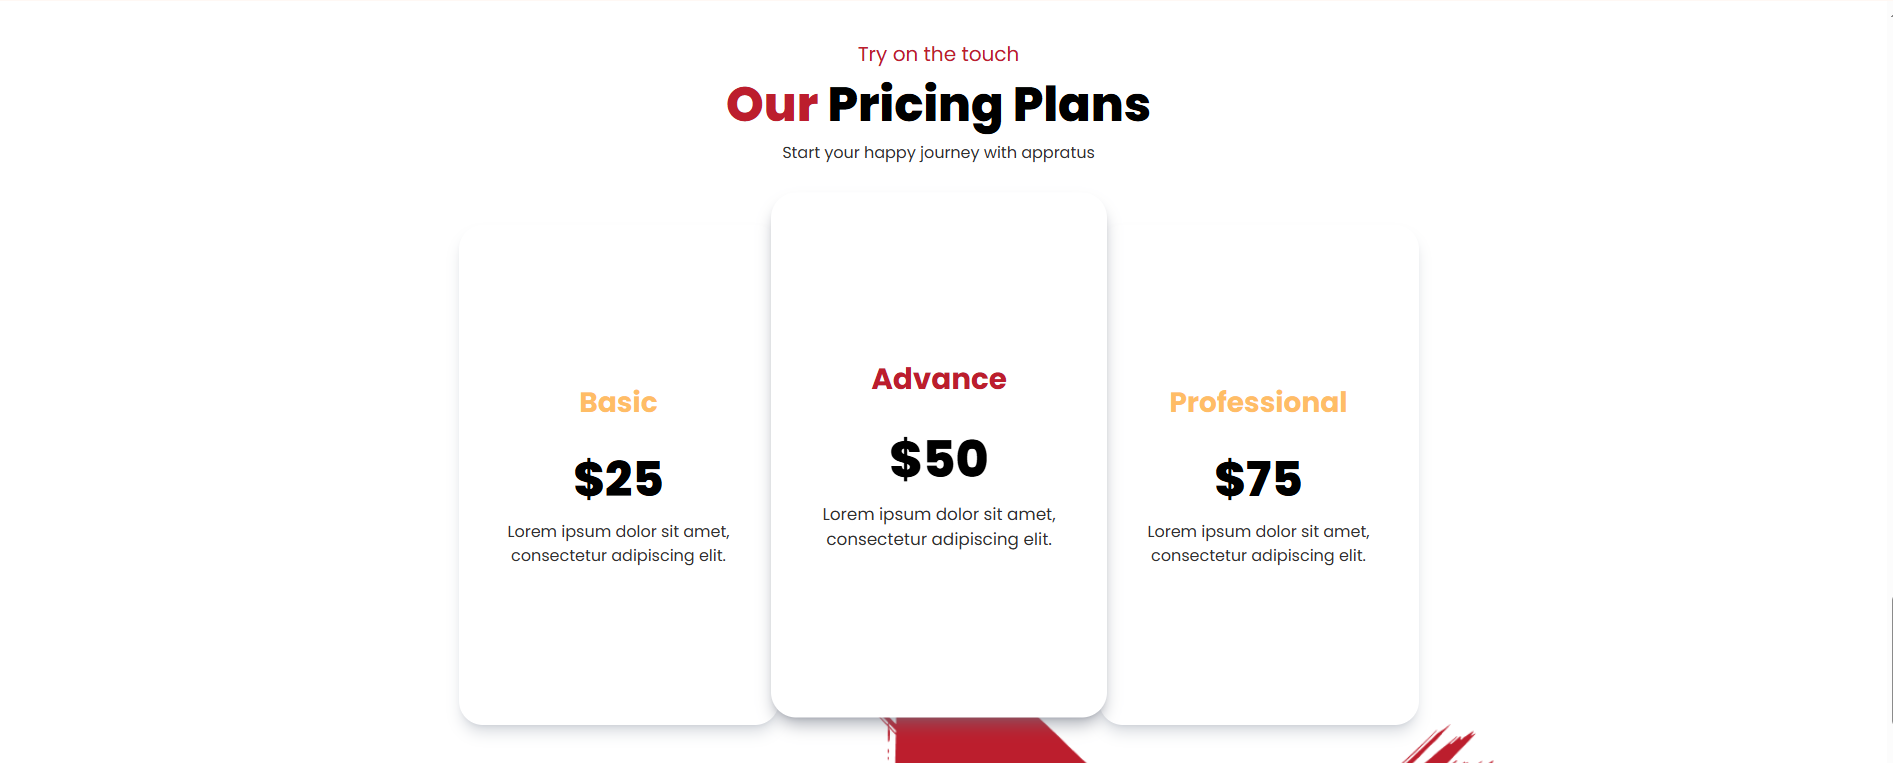 Try on the touch
Our Pricing Plans
Start your happy journey with appratus
Basic
$25
Lorem ipsum dolor sit amet,
consectetur adipiscing elit.
Advance
$50
Lorem ipsum dolor sit amet,
consectetur adipiscing elit.
Professional
$75
Lorem ipsum dolor sit amet,
consectetur adipiscing elit.